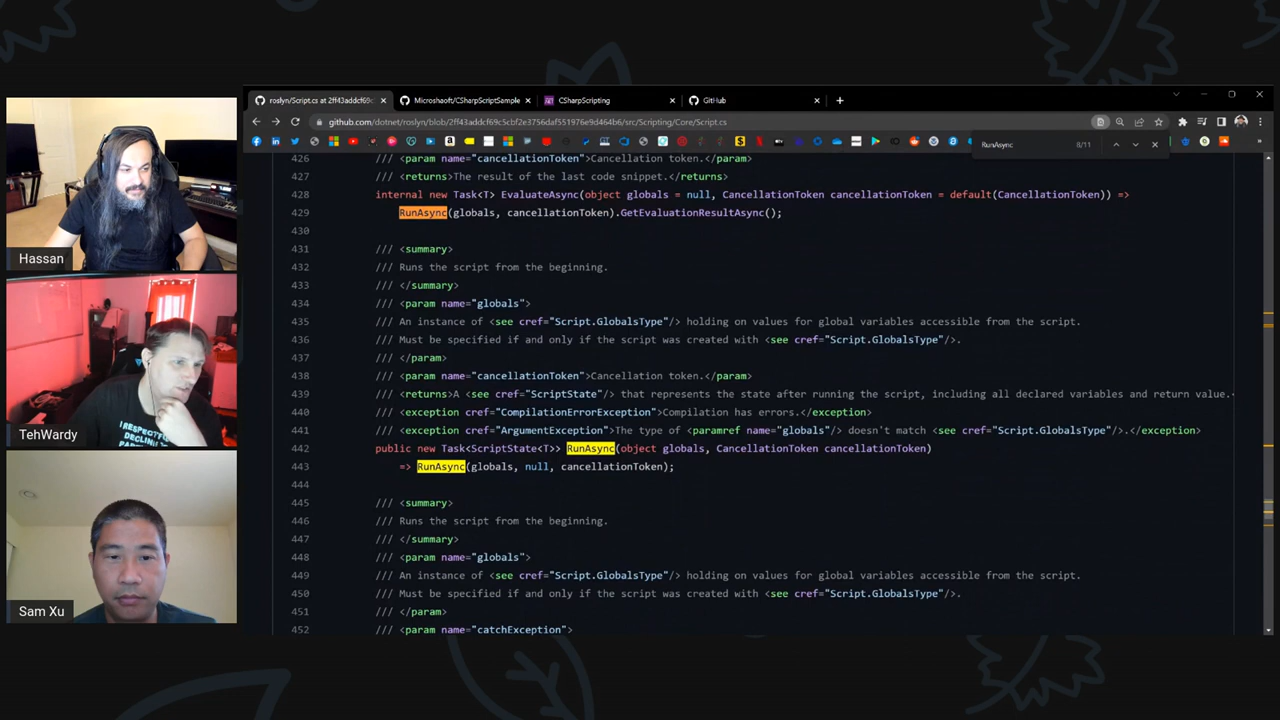 roslyn/Script.cs at 2ff43addcf69c
Microshaoft/CSharpScriptSample
CSharpScripting
GitHub
github.com/dotnet/roslyn/blob/2ff43addcf69c5cbf2e3756daf551976e9d464b6/src/Scripting/Core/Script.cs
RunAsync
8/11
426 /// <param name="cancellationToken">Cancellation token.</param>
427 /// <returns>The result of the last code snippet.</returns>
428 internal new Task<T> EvaluateAsync(object globals = null, CancellationToken cancellationToken = default(CancellationToken)) =>
429 RunAsync(globals, cancellationToken).GetEvaluationResultAsync();
430
431 /// <summary>
432 /// Runs the script from the beginning.
433 /// </summary>
434 /// <param name="globals">
435 /// An instance of <see cref="Script.GlobalsType"/> holding on values for global variables accessible from the script.
436 /// Must be specified if and only if the script was created with <see cref="Script.GlobalsType"/>.
437 /// </param>
438 /// <param name="cancellationToken">Cancellation token.</param>
439 /// <returns>A <see cref="ScriptState"/> that represents the state after running the script, including all declared variables and return value.
440 /// <exception cref="CompilationErrorException">Compilation has errors.</exception>
441 /// <exception cref="ArgumentException">The type of <paramref name="globals"/> doesn't match <see cref="Script.GlobalsType"/>.</exception>
442 public new Task<ScriptState<T>> RunAsync(object globals, CancellationToken cancellationToken)
443 => RunAsync(globals, null, cancellationToken);
444
445 /// <summary>
446 /// Runs the script from the beginning.
447 /// </summary>
448 /// <param name="globals">
449 /// An instance of <see cref="Script.GlobalsType"/> holding on values for global variables accessible from the script.
450 /// Must be specified if and only if the script was created with <see cref="Script.GlobalsType"/>.
451 /// </param>
452 /// <param name="catchException">
Hassan
TehWardy
I RESPECTFULLY
DECLINE
Sam Xu